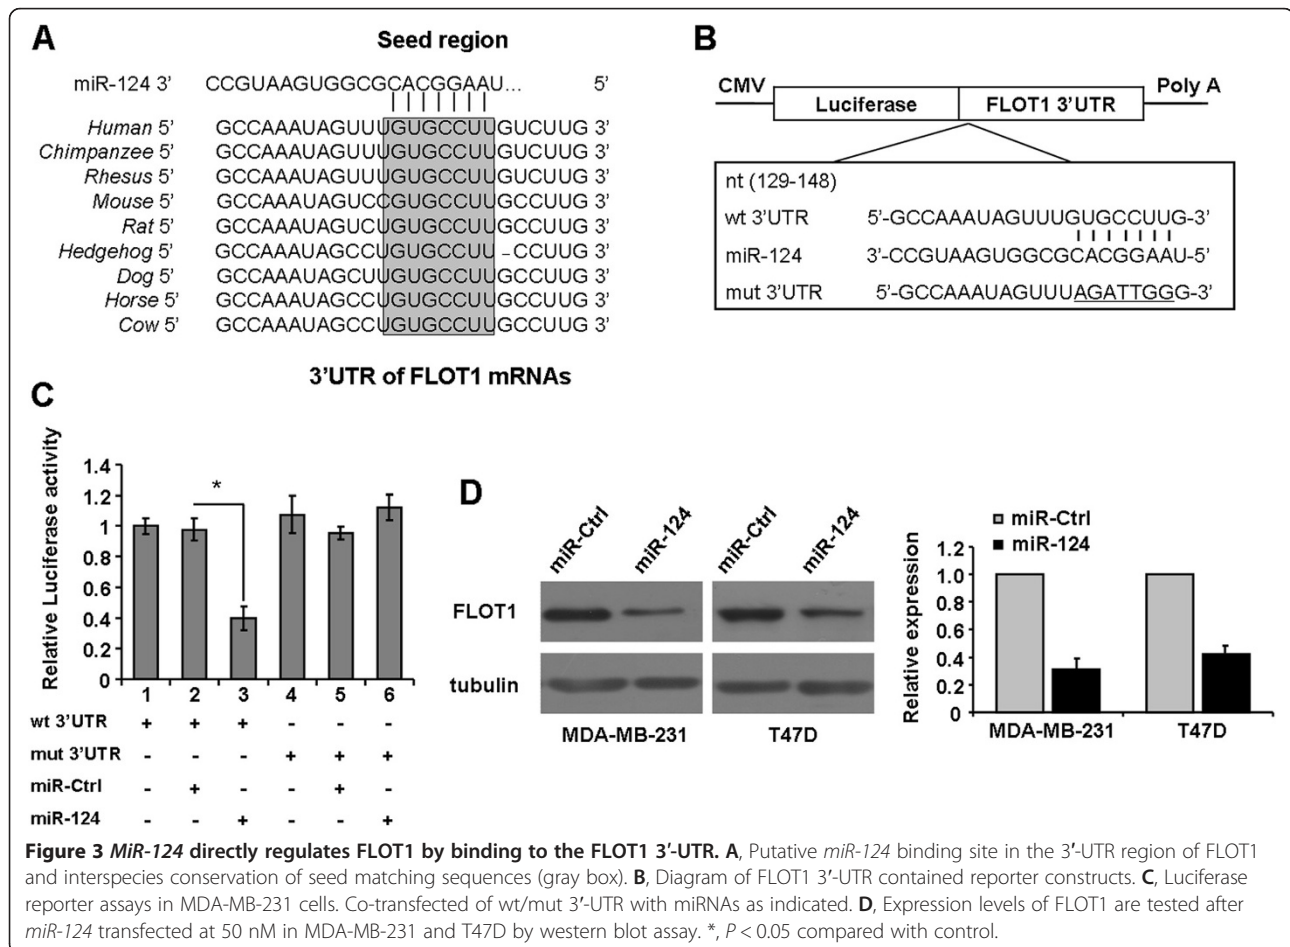 A
Seed region
miR-124 3' CCGUAAGUGGCGCACGGAAU... 5'
Human 5' GCCAAAUAGUUUGUGCCUUGUCUUG 3'
Chimpanzee 5' GCCAAAUAGUUUGUGCCUUGUCUUG 3'
Rhesus 5' GCCAAAUAGUUUGUGCCUUGUCUUG 3'
Mouse 5' GCCAAAUAGUCCGUGCCUUGUCUUG 3'
Rat 5' GCCAAAUAGUCUGUGCCUUGUCUUG 3'
Hedgehog 5' GCCAAAUAGCCUGUGCCUU-CCUUG 3'
Dog 5' GCCAAAUAGCUUGUGCCUUGCCUUG 3'
Horse 5' GCCAAAUAGCCUGUGCCUUGCCUUG 3'
Cow 5' GCCAAAUAGCCUGUGCCUUGCCUUG 3'
3'UTR of FLOT1 mRNAs
B
CMV Luciferase FLOT1 3'UTR Poly A
nt (129-148)
wt 3'UTR 5'-GCCAAAUAGUUUGUGCCUUG-3'
miR-124 3'-CCGUAAGUGGCGCACGGAAU-5'
mut 3'UTR 5'-GCCAAAUAGUUUAGATTGGG-3'
C
Relative Luciferase activity
1.4
1.2
1
0.8
0.6
0.4
0.2
0
*
1 2 3 4 5 6
wt 3'UTR + + + - - -
mut 3'UTR - - - + + +
miR-Ctrl - + - - + -
miR-124 - - + - - +
D
miR-Ctrl miR-124 miR-Ctrl miR-124
FLOT1
tubulin
MDA-MB-231 T47D
miR-Ctrl
miR-124
Relative expression
1.2
1.0
0.8
0.6
0.4
0.2
0
MDA-MB-231 T47D
Figure 3 MiR-124 directly regulates FLOT1 by binding to the FLOT1 3′-UTR. A, Putative miR-124 binding site in the 3′-UTR region of FLOT1
and interspecies conservation of seed matching sequences (gray box). B, Diagram of FLOT1 3′-UTR contained reporter constructs. C, Luciferase
reporter assays in MDA-MB-231 cells. Co-transfected of wt/mut 3′-UTR with miRNAs as indicated. D, Expression levels of FLOT1 are tested after
miR-124 transfected at 50 nM in MDA-MB-231 and T47D by western blot assay. *, P < 0.05 compared with control.